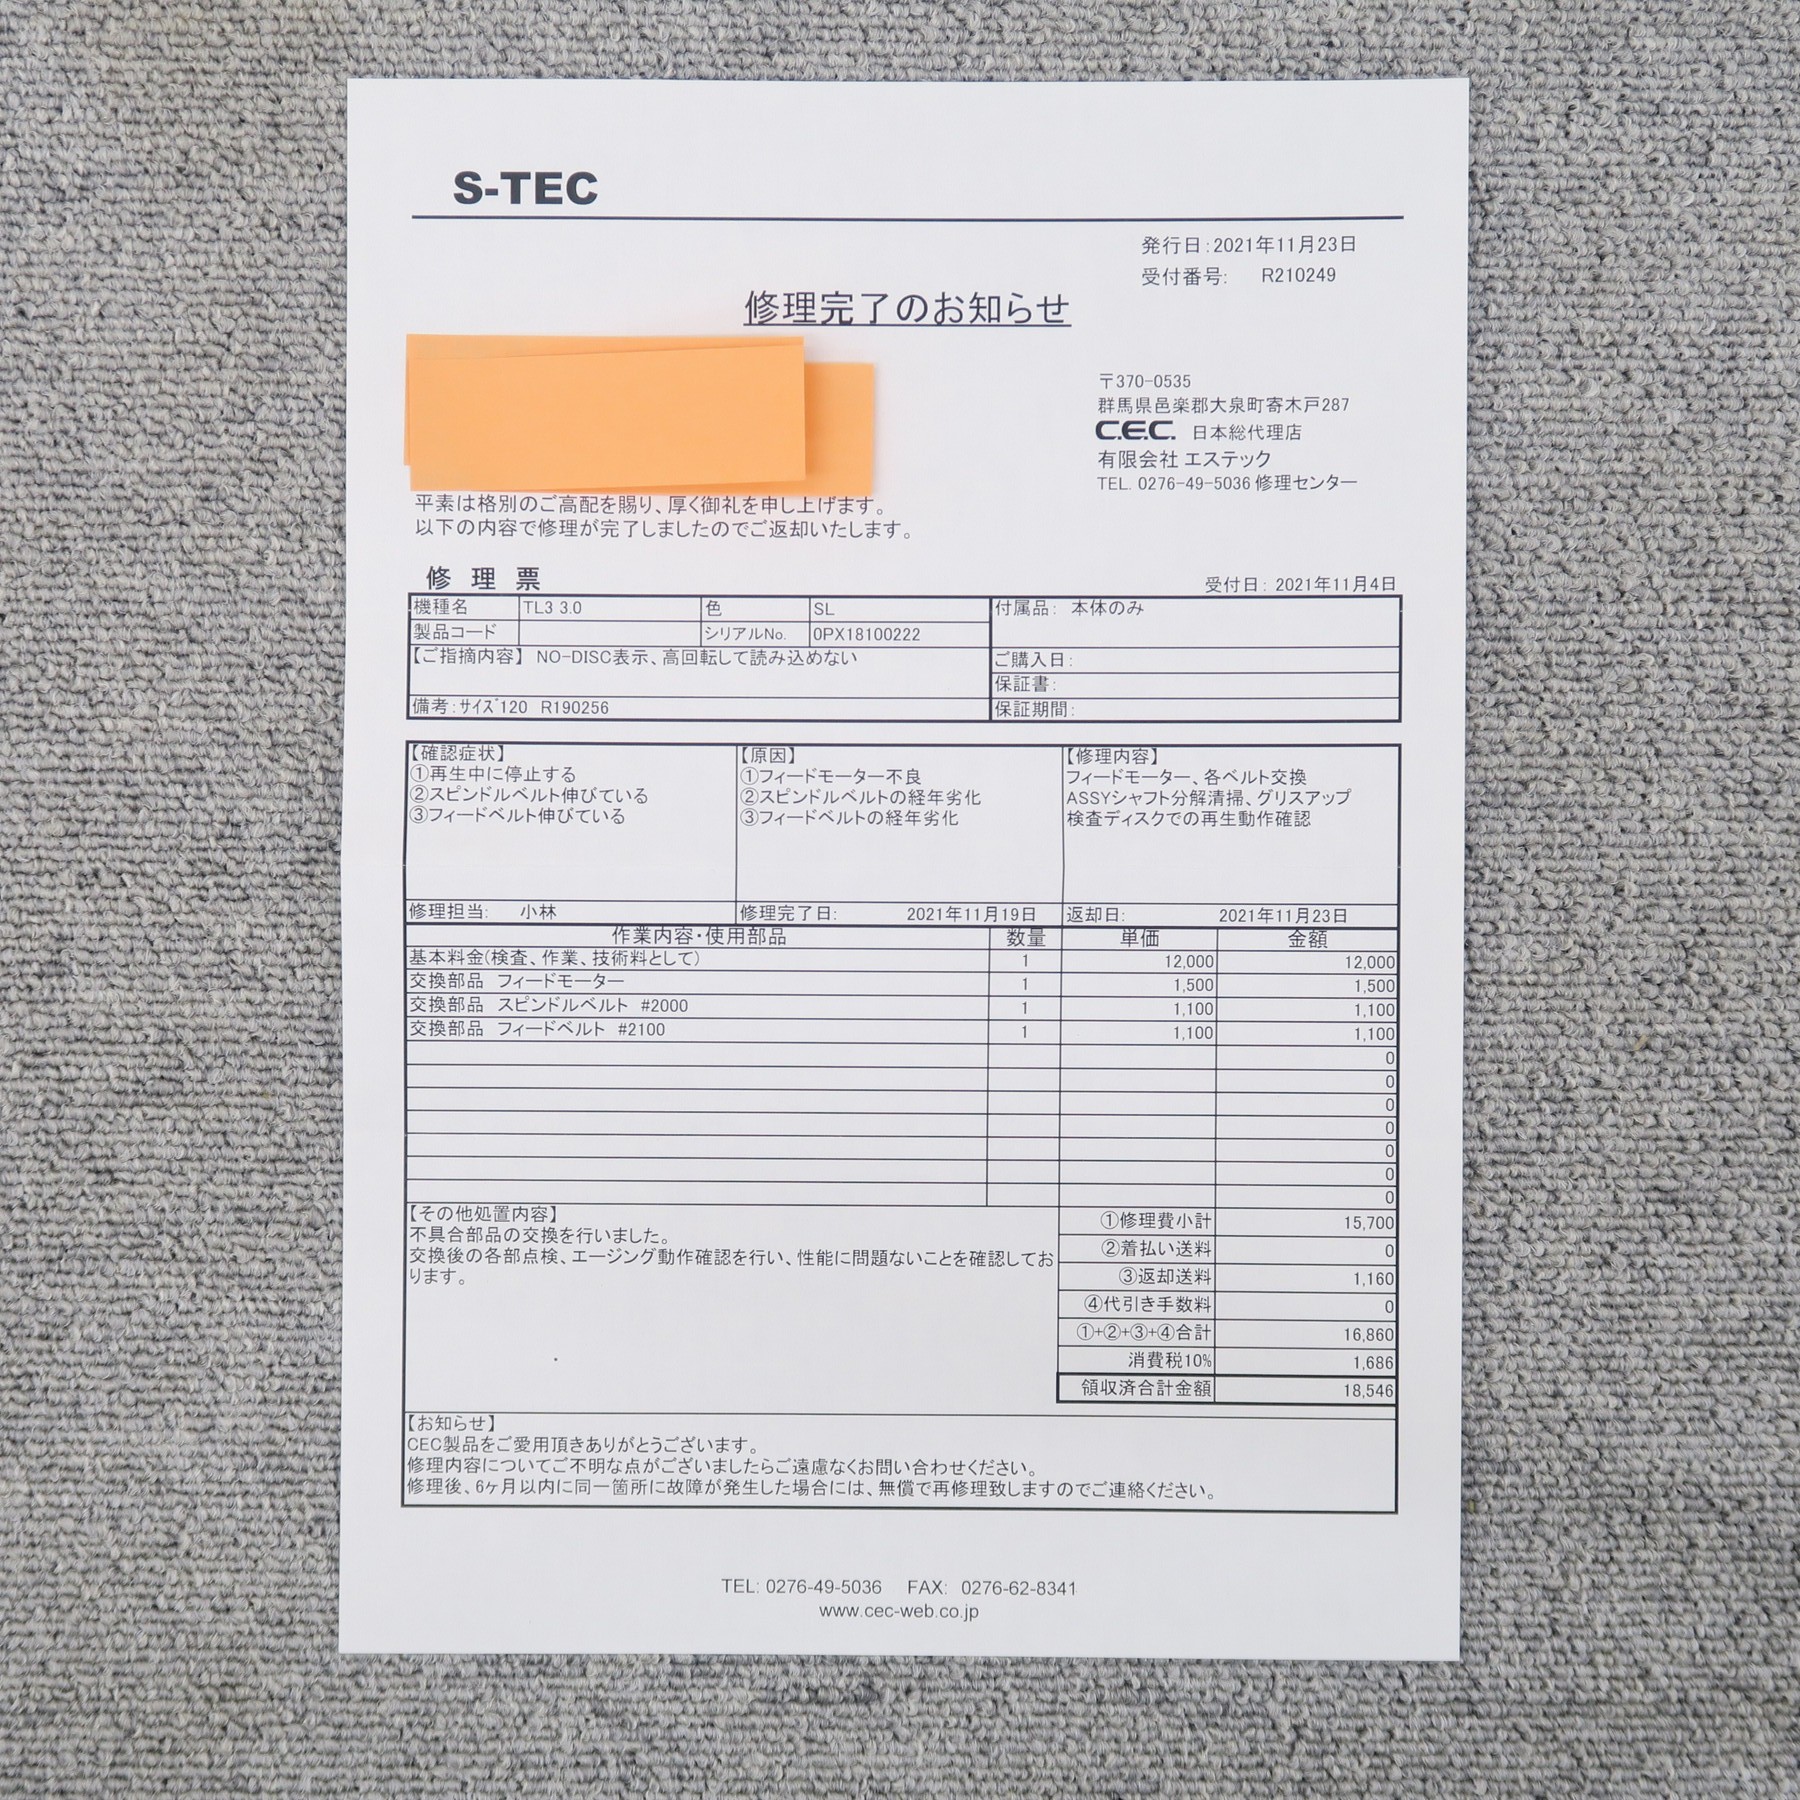 S-TEC
発行日:2021年11月23日
受付番号: R210249
修理完了のお知らせ
〒370-0535
群馬県邑楽郡大泉町寄木戸287
C.E.C. 日本総代理店
有限会社 エステック
TEL. 0276-49-5036 修理センター
平素は格別のご高配を賜り、厚く御礼を申し上げます。
以下の内容で修理が完了しましたのでご返却いたします。
修 理 票
受付日: 2021年11月4日
機種名 TL3 3.0 色 SL 付属品: 本体のみ
製品コード シリアルNo. 0PX18100222
【ご指摘内容】 NO-DISC表示、高回転して読み込めない
ご購入日:
保証書:
備考:サイズ120 R190256 保証期間:
【確認症状】
①再生中に停止する
②スピンドルベルト伸びている
③フィードベルト伸びている
【原因】
①フィードモーター不良
②スピンドルベルトの経年劣化
③フィードベルトの経年劣化
【修理内容】
フィードモーター、各ベルト交換
ASSYシャフト分解清掃、グリスアップ
検査ディスクでの再生動作確認
修理担当: 小林 修理完了日: 2021年11月19日 返却日: 2021年11月23日
作業内容・使用部品 数量 単価 金額
基本料金(検査、作業、技術料として) 1 12,000 12,000
交換部品 フィードモーター 1 1,500 1,500
交換部品 スピンドルベルト #2000 1 1,100 1,100
交換部品 フィードベルト #2100 1 1,100 1,100
0
0
0
0
0
0
0
【その他処置内容】
不具合部品の交換を行いました。
交換後の各部点検、エージング動作確認を行い、性能に問題ないことを確認してお
ります。
①修理費小計 15,700
②着払い送料 0
③返却送料 1,160
④代引き手数料 0
①+②+③+④合計 16,860
消費税10% 1,686
領収済合計金額 18,546
【お知らせ】
CEC製品をご愛用頂きありがとうございます。
修理内容についてご不明な点がございましたらご遠慮なくお問い合わせください。
修理後、6ヶ月以内に同一箇所に故障が発生した場合には、無償で再修理致しますのでご連絡ください。
TEL: 0276-49-5036 FAX: 0276-62-8341
www.cec-web.co.jp